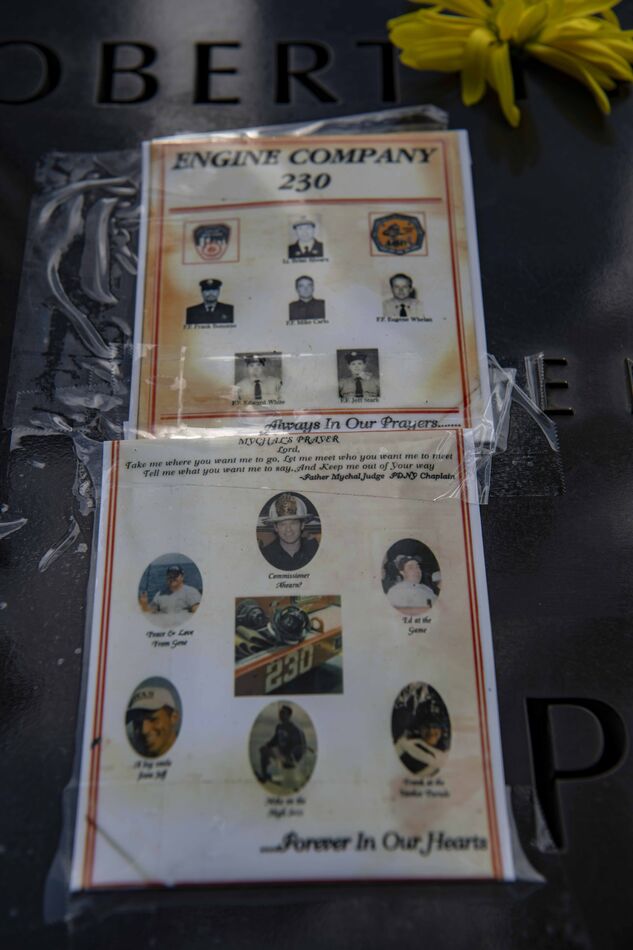 OBERT
ENGINE COMPANY
230
Lt. Brian Ahearn
F.F. Frank Bonomo
F.F. Mike Carlo
F.F. Eugene Whelan
F.F. Edward White
F.F. Jeff Stark
Always In Our Prayers.......
E
MYCHAL'S PRAYER
Lord,
Take me where you want me to go, Let me meet who you want me to meet
Tell me what you want me to say, And Keep me out of Your way
-Father Mychal Judge FDNY Chaplain
Commissioner
Ahearn?
Peace & Love
From Gene
Ed at the
Game
230
A big smile
from Jeff
Mike on the
High Seas
Frank at the
Yankee Parade
P
.....Forever In Our Hearts